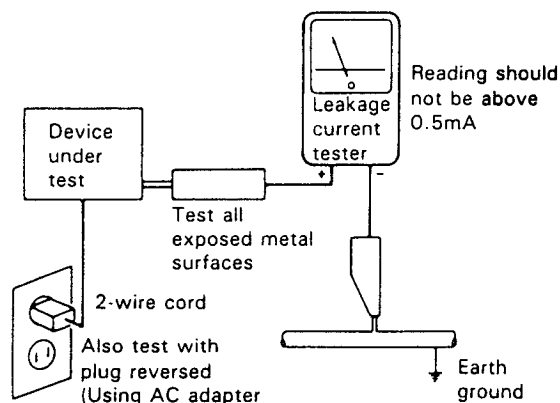 Device
under
test
Leakage
current
tester
+
-
Reading should
not be above
0.5mA
Test all
exposed metal
surfaces
2-wire cord
Also test with
plug reversed
(Using AC adapter
Earth
ground